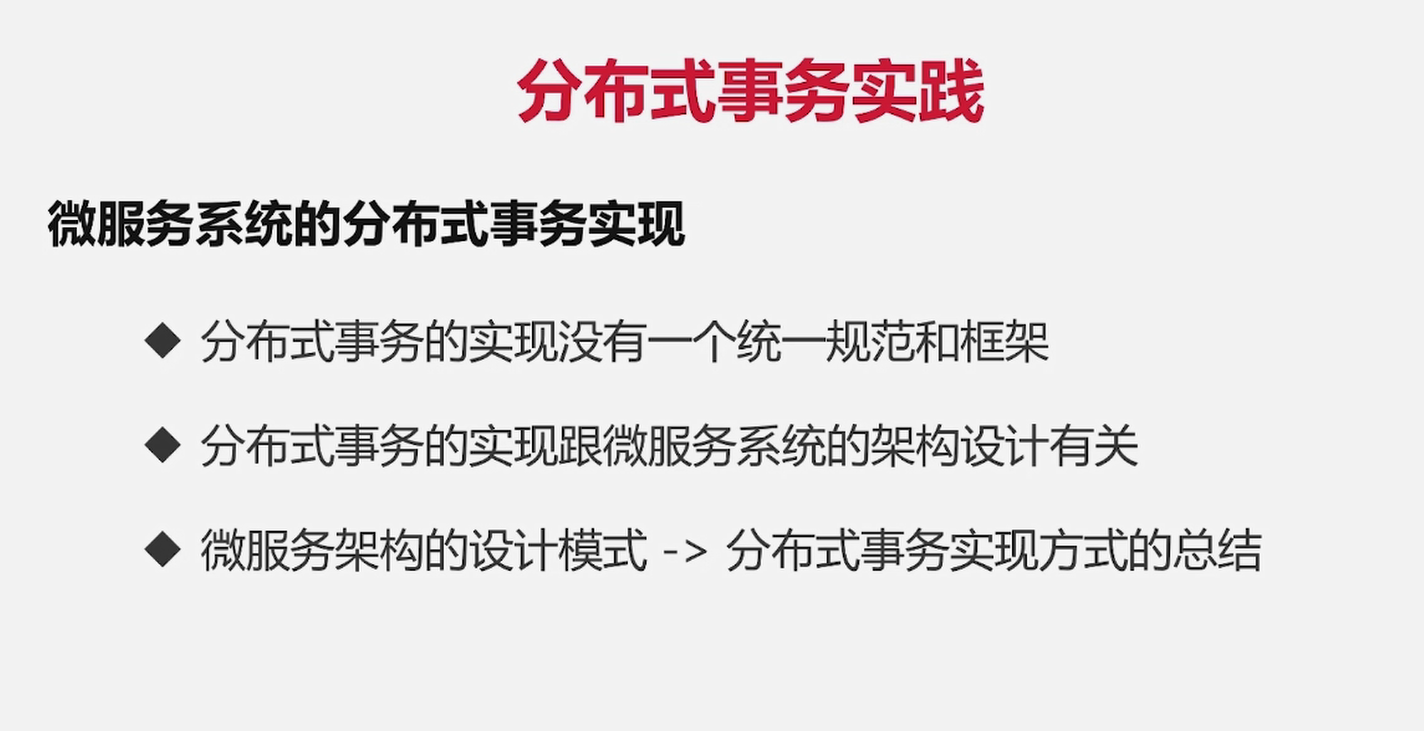 分布式事务实践
微服务系统的分布式事务实现
◆ 分布式事务的实现没有一个统一规范和框架
◆ 分布式事务的实现跟微服务系统的架构设计有关
◆ 微服务架构的设计模式 -> 分布式事务实现方式的总结